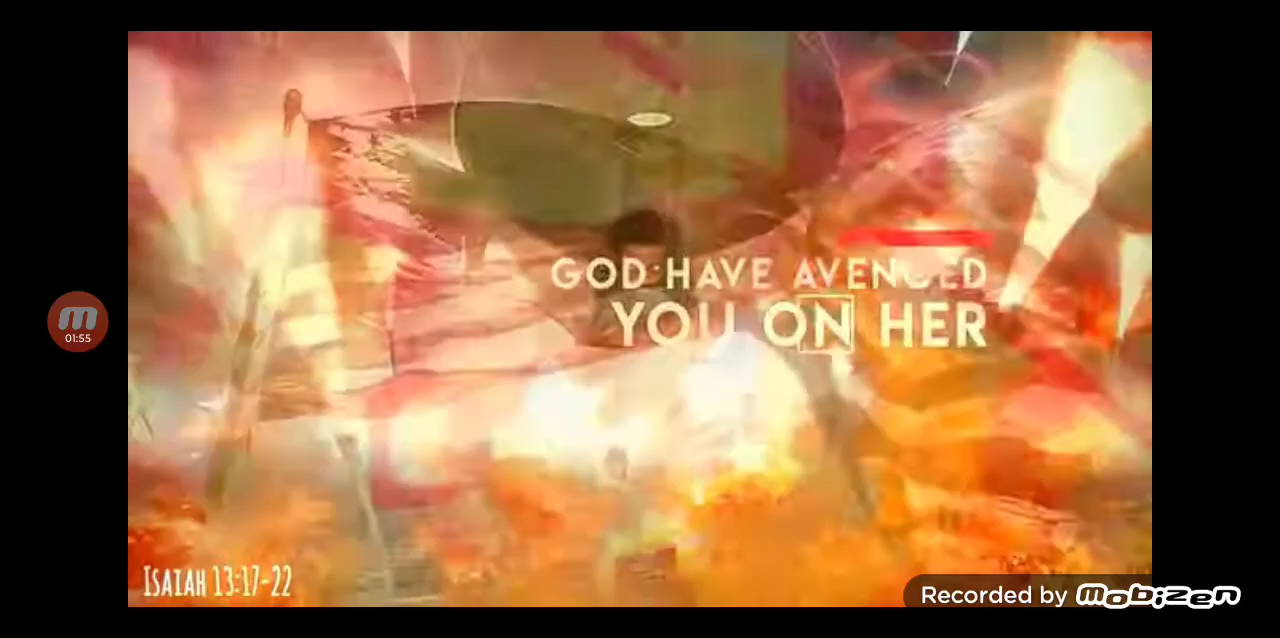 GOD HAVE AVENGED
YOU ON HER
01:55
ISAIAH 13:17-22
Recorded by Mobizen